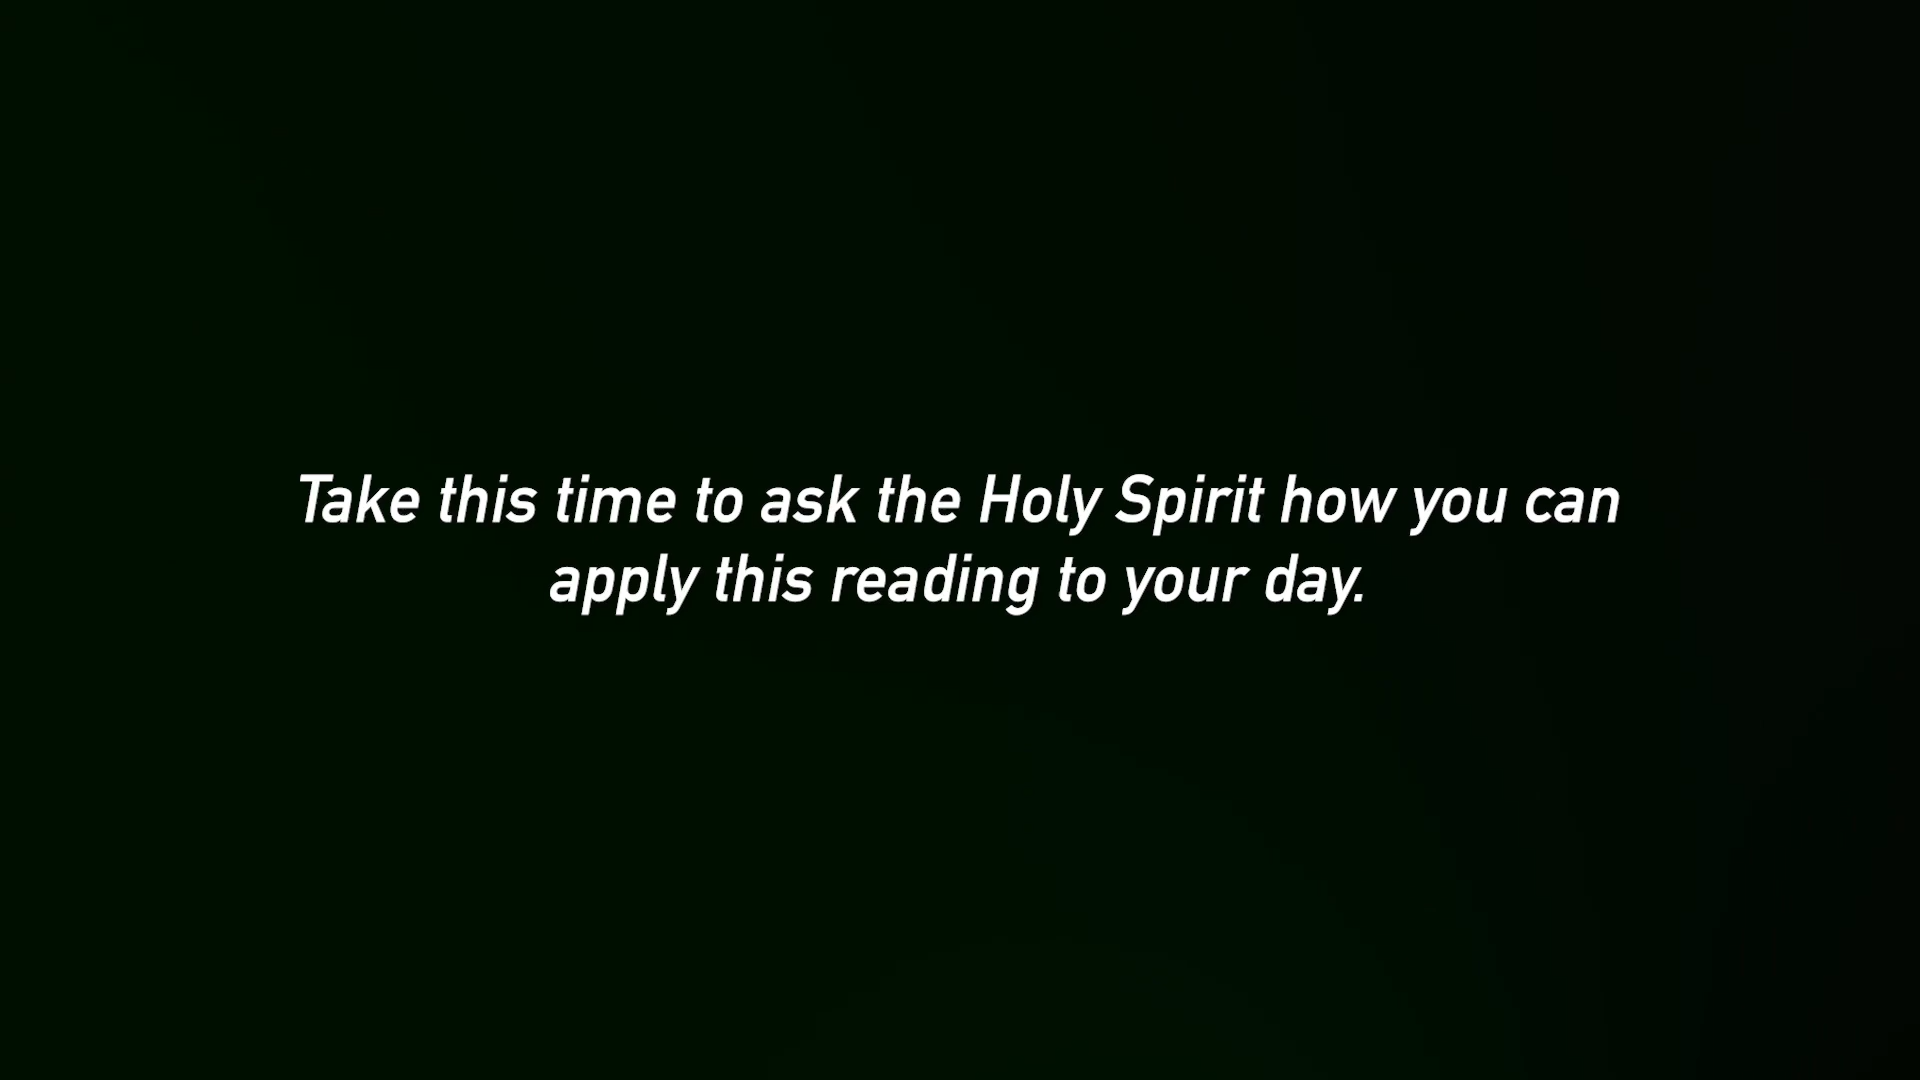 Take this time to ask the Holy Spirit how you can
apply this reading to your day.